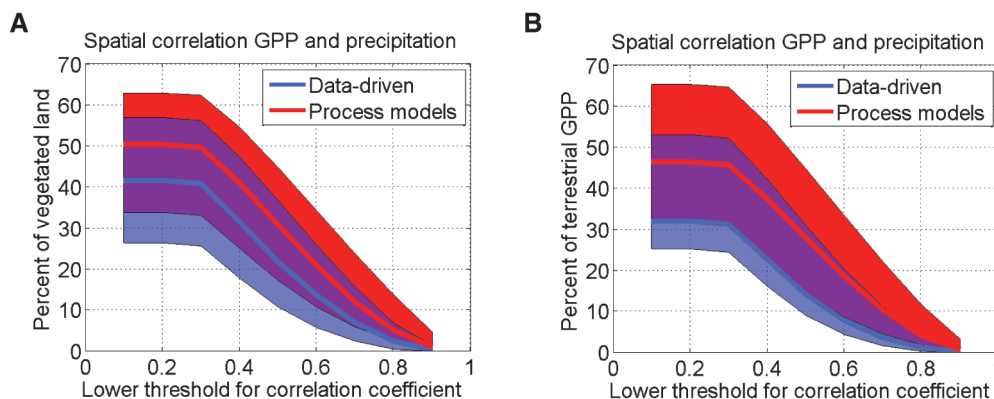 A
Spatial correlation GPP and precipitation
Percent of vegetated land
70
60
50
40
30
20
10
0
Data-driven
Process models
0 0.2 0.4 0.6 0.8 1
Lower threshold for correlation coefficient
B
Spatial correlation GPP and precipitation
Percent of terrestrial GPP
70
60
50
40
30
20
10
0
Data-driven
Process models
0 0.2 0.4 0.6 0.8
Lower threshold for correlation coefficient